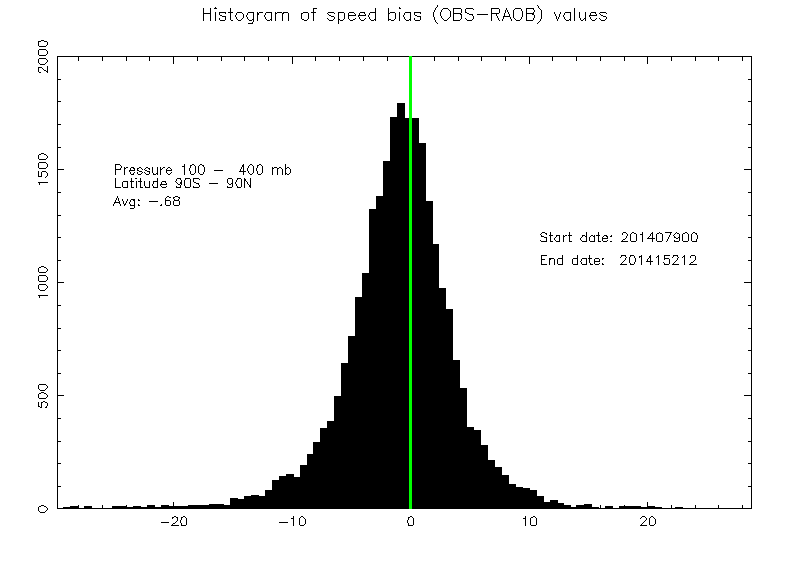 Histogram of speed bias (OBS-RAOB) values
2000
1500
1000
500
0
Pressure 100 - 400 mb
Latitude 90S - 90N
Avg: -.68
Start date: 201407900
End date: 201415212
-20 -10 0 10 20